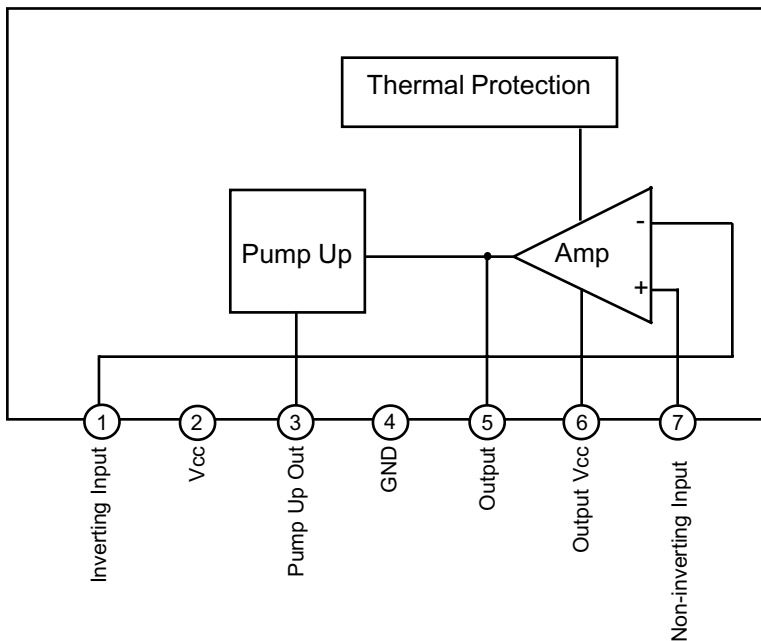 Thermal Protection
Pump Up
Amp
-
+
1
2
3
4
5
6
7
Inverting Input
Vcc
Pump Up Out
GND
Output
Output Vcc
Non-inverting Input